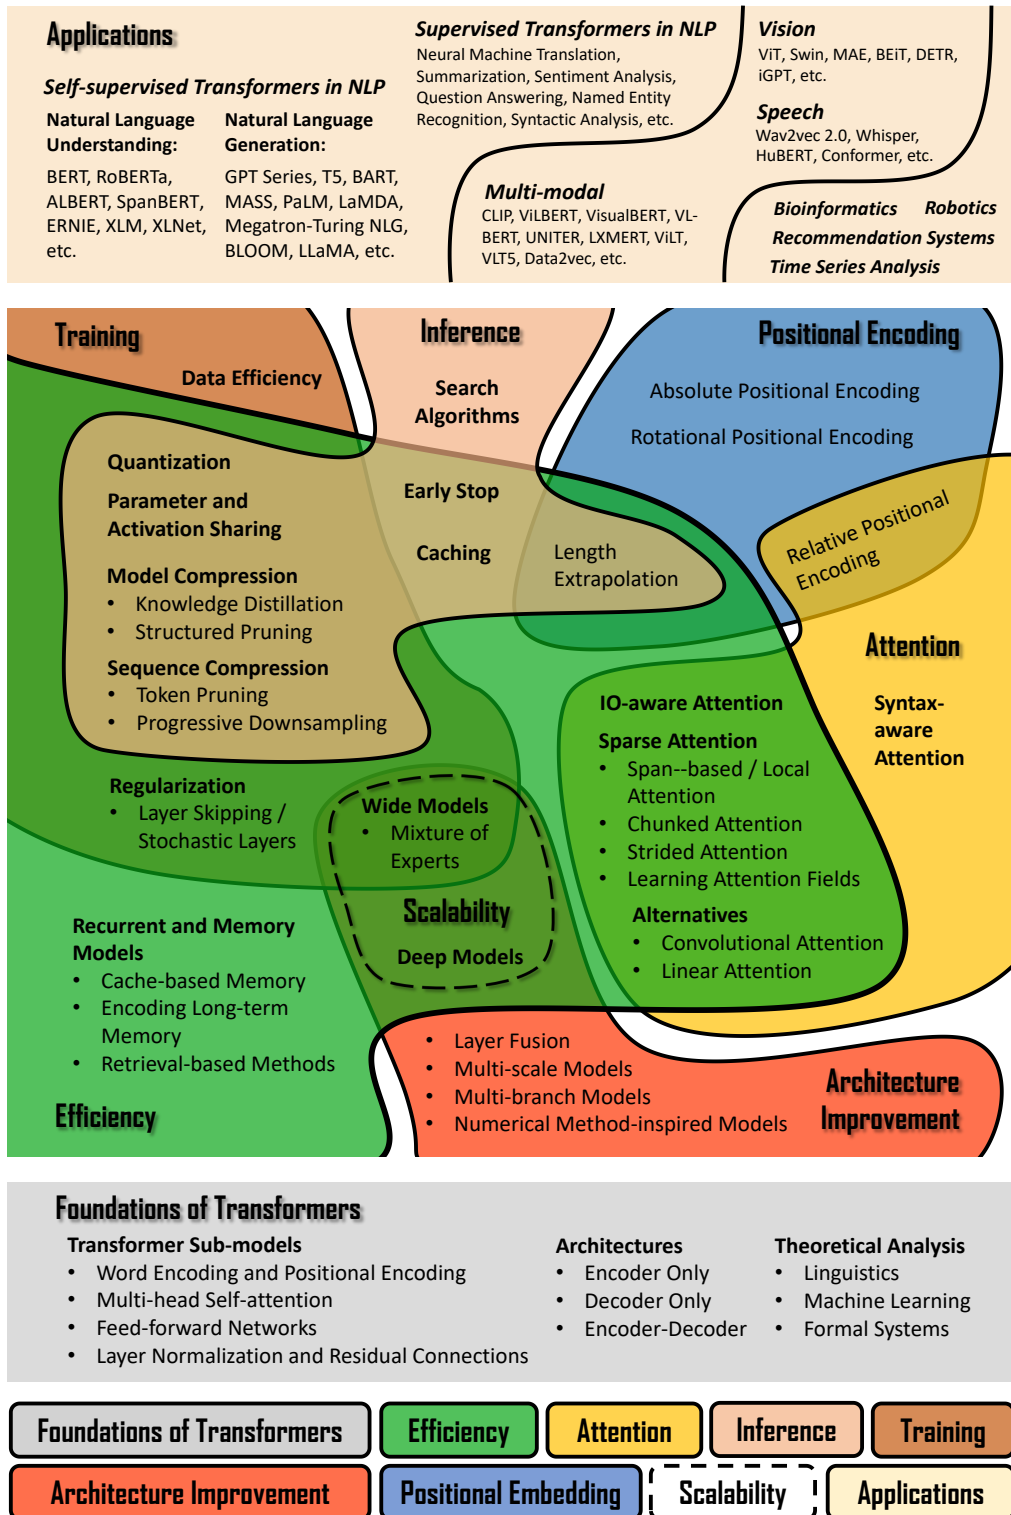 Applications
Self-supervised Transformers in NLP
Natural Language
Understanding:
BERT, RoBERTa,
ALBERT, SpanBERT,
ERNIE, XLM, XLNet,
etc.
Natural Language
Generation:
GPT Series, T5, BART,
MASS, PaLM, LaMDA,
Megatron-Turing NLG,
BLOOM, LLaMA, etc.
Supervised Transformers in NLP
Neural Machine Translation,
Summarization, Sentiment Analysis,
Question Answering, Named Entity
Recognition, Syntactic Analysis, etc.
Multi-modal
CLIP, ViLBERT, VisualBERT, VL-
BERT, UNITER, LXMERT, ViLT,
VLT5, Data2vec, etc.
Vision
ViT, Swin, MAE, BEiT, DETR,
iGPT, etc.
Speech
Wav2vec 2.0, Whisper,
HuBERT, Conformer, etc.
Bioinformatics Robotics
Recommendation Systems
Time Series Analysis
Training
Data Efficiency
Inference
Search
Algorithms
Positional Encoding
Absolute Positional Encoding
Rotational Positional Encoding
Relative Positional
Encoding
Quantization
Parameter and
Activation Sharing
Model Compression
• Knowledge Distillation
• Structured Pruning
Sequence Compression
• Token Pruning
• Progressive Downsampling
Early Stop
Caching
Length
Extrapolation
Attention
Syntax-
aware
Attention
IO-aware Attention
Sparse Attention
• Span--based / Local
Attention
• Chunked Attention
• Strided Attention
• Learning Attention Fields
Alternatives
• Convolutional Attention
• Linear Attention
Regularization
• Layer Skipping /
Stochastic Layers
Wide Models
• Mixture of
Experts
Scalability
Deep Models
Recurrent and Memory
Models
• Cache-based Memory
• Encoding Long-term
Memory
• Retrieval-based Methods
Efficiency
• Layer Fusion
• Multi-scale Models
• Multi-branch Models
• Numerical Method-inspired Models
Architecture
Improvement
Foundations of Transformers
Transformer Sub-models
• Word Encoding and Positional Encoding
• Multi-head Self-attention
• Feed-forward Networks
• Layer Normalization and Residual Connections
Architectures
• Encoder Only
• Decoder Only
• Encoder-Decoder
Theoretical Analysis
• Linguistics
• Machine Learning
• Formal Systems
Foundations of Transformers
Efficiency
Attention
Inference
Training
Architecture Improvement
Positional Embedding
Scalability
Applications